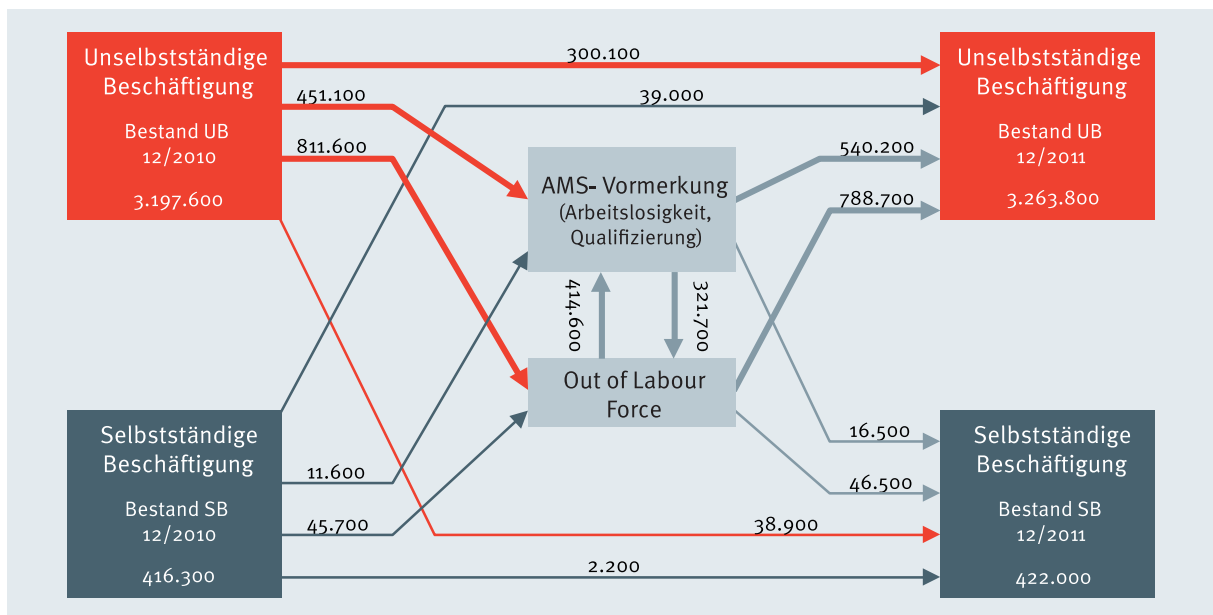 Unselbstständige
Beschäftigung
Bestand UB
12/2010
3.197.600
300.100
451.100
39.000
811.600
Unselbstständige
Beschäftigung
Bestand UB
12/2011
3.263.800
AMS- Vormerkung
(Arbeitslosigkeit,
Qualifizierung)
540.200
788.700
414.600
321.700
Out of Labour
Force
Selbstständige
Beschäftigung
Bestand SB
12/2010
416.300
11.600
45.700
16.500
46.500
38.900
2.200
Selbstständige
Beschäftigung
Bestand SB
12/2011
422.000